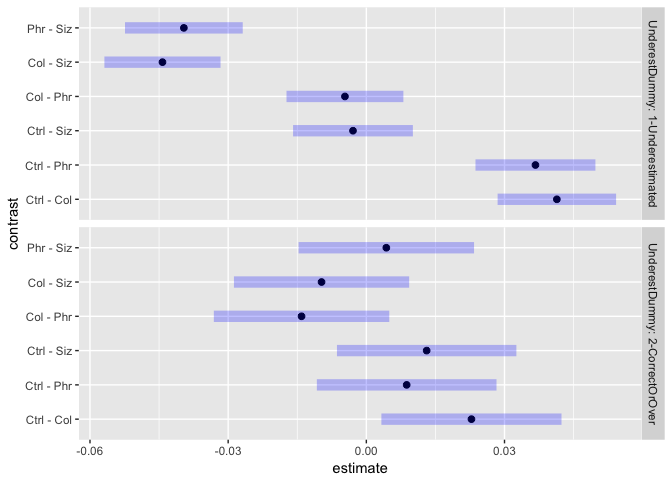 contrast
Phr - Siz
Col - Siz
Col - Phr
Ctrl - Siz
Ctrl - Phr
Ctrl - Col
UnderestDummy: 1-Underestimated
Phr - Siz
Col - Siz
Col - Phr
Ctrl - Siz
Ctrl - Phr
Ctrl - Col
UnderestDummy: 2-CorrectOrOver
-0.06 -0.03 0.00 0.03
estimate